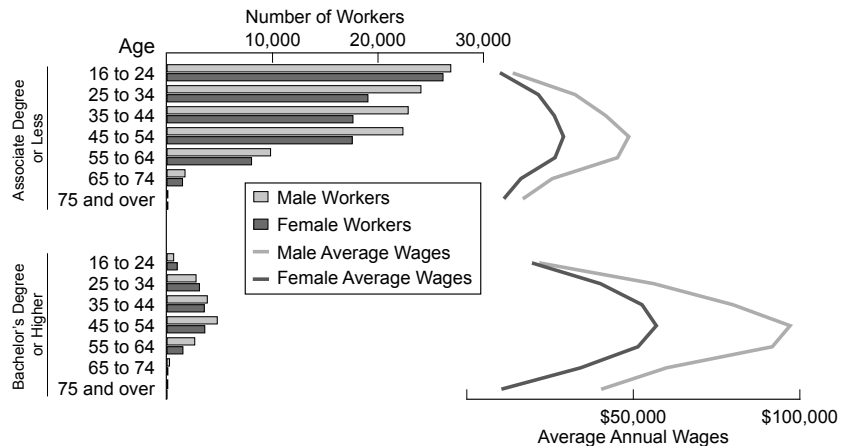 Number of Workers
10,000 20,000 30,000
Age
Associate Degree
or Less
16 to 24
25 to 34
35 to 44
45 to 54
55 to 64
65 to 74
75 and over
Male Workers
Female Workers
Male Average Wages
Female Average Wages
Bachelor's Degree
or Higher
16 to 24
25 to 34
35 to 44
45 to 54
55 to 64
65 to 74
75 and over
$50,000 $100,000
Average Annual Wages